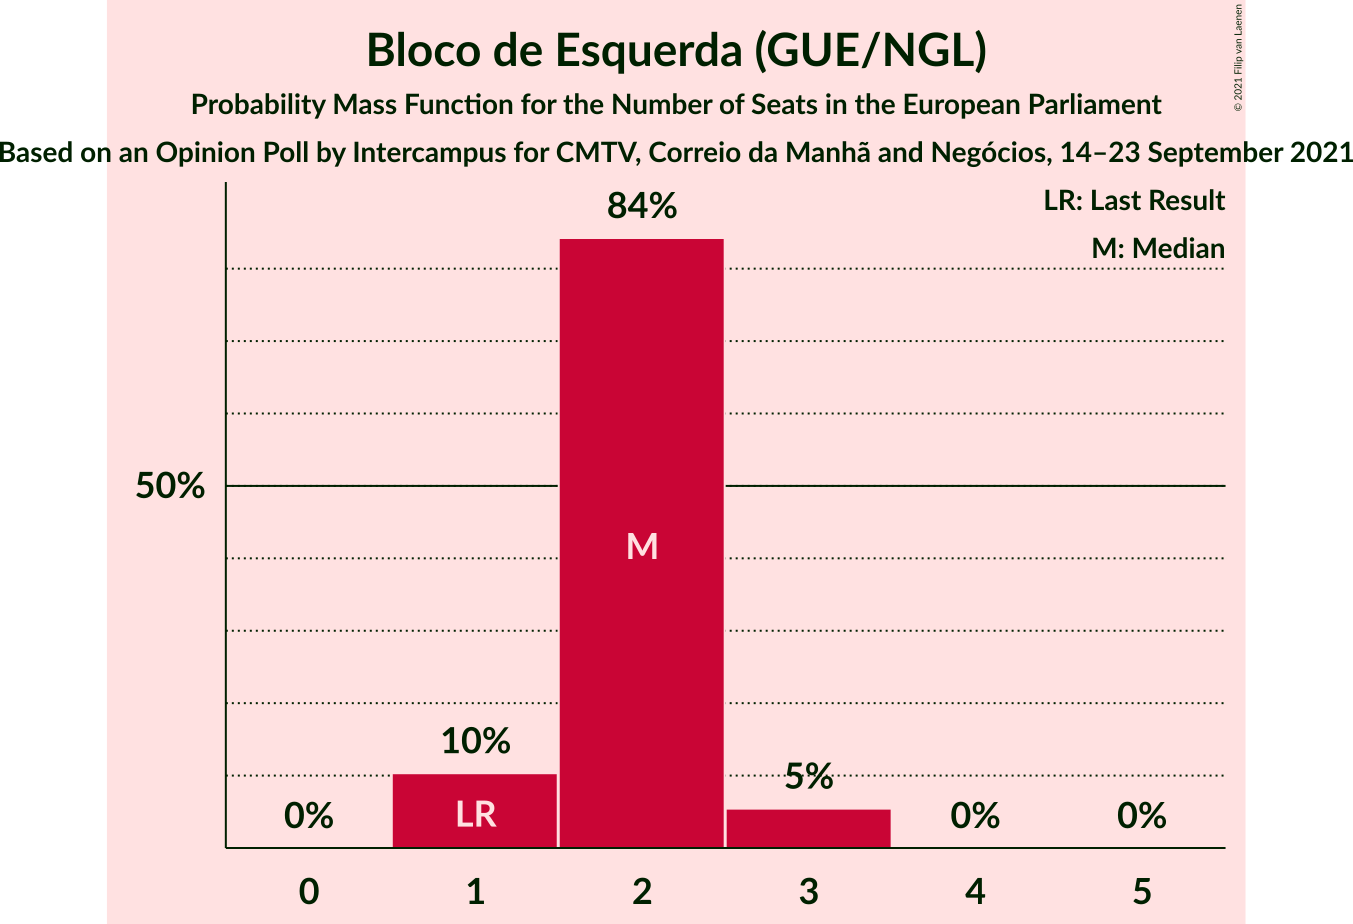 Bloco de Esquerda (GUE/NGL)
Probability Mass Function for the Number of Seats in the European Parliament
Based on an Opinion Poll by Intercampus for CMTV, Correio da Manhã and Negócios, 14–23 September 2021
© 2021 Filip van Laenen
LR: Last Result
M: Median
84%
50%
M
10%
5%
LR
0%
0%
0%
0 1 2 3 4 5